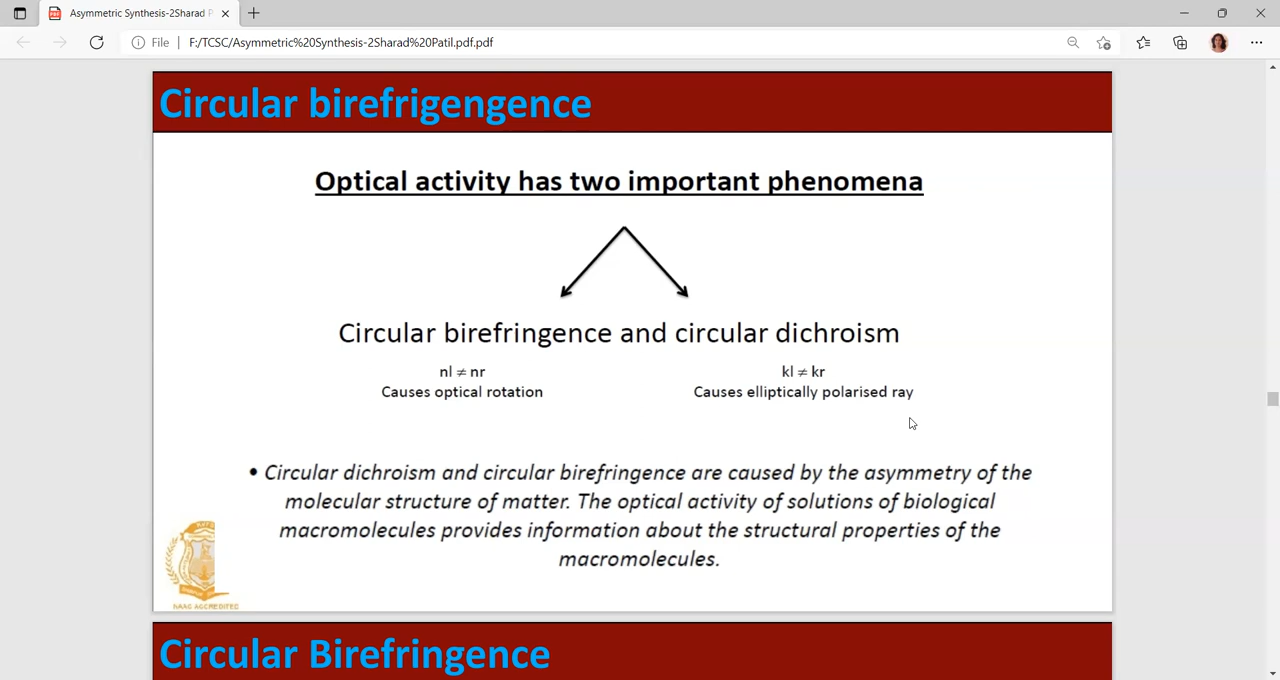 Asymmetric Synthesis-2Sharad P
File | F:/TCSC/Asymmetric%20Synthesis-2Sharad%20Patil.pdf.pdf
Circular birefrigengence
Optical activity has two important phenomena
Circular birefringence and circular dichroism
nl ≠ nr kl ≠ kr
Causes optical rotation Causes elliptically polarised ray
• Circular dichroism and circular birefringence are caused by the asymmetry of the
molecular structure of matter. The optical activity of solutions of biological
macromolecules provides information about the structural properties of the
macromolecules.
NAAC ACCREDITED
Circular Birefringence